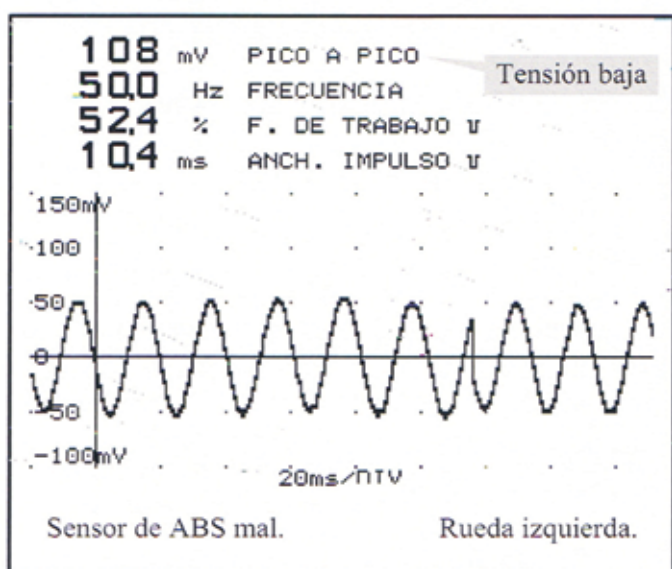 108 mV PICO A PICO
Tensión baja
50,0 Hz FRECUENCIA
52,4 % F. DE TRABAJO
10,4 ms ANCH. IMPULSO
150mV
100
50
0
-50
-100mV
20ms/DIV
Sensor de ABS mal. Rueda izquierda.